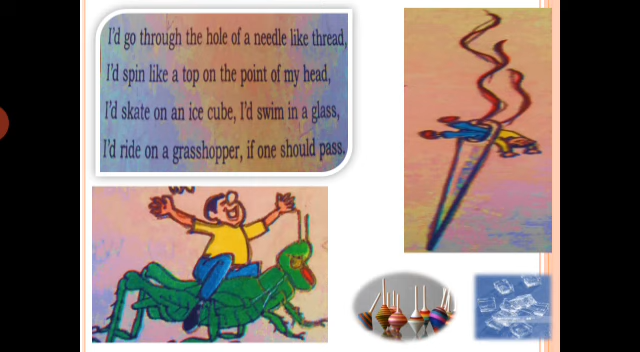 I'd go through the hole of a needle like thread,
I'd spin like a top on the point of my head,
I'd skate on an ice cube, I'd swim in a glass,
I'd ride on a grasshopper, if one should pass.